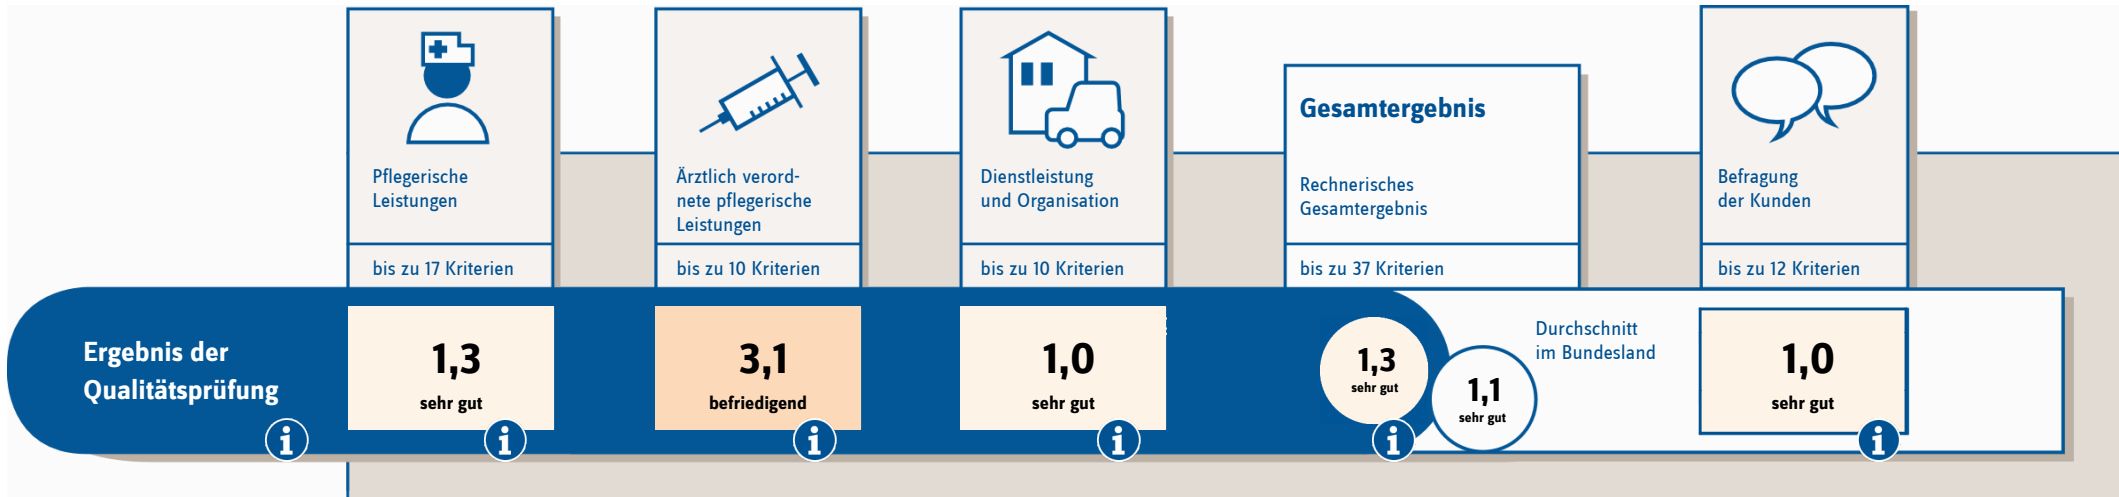 Pflegerische
Leistungen
bis zu 17 Kriterien
Ärztlich verord-
nete pflegerische
Leistungen
bis zu 10 Kriterien
Dienstleistung
und Organisation
bis zu 10 Kriterien
Gesamtergebnis
Rechnerisches
Gesamtergebnis
bis zu 37 Kriterien
Befragung
der Kunden
bis zu 12 Kriterien
Ergebnis der
Qualitätsprüfung
i
1,3
sehr gut
i
3,1
befriedigend
i
1,0
sehr gut
i
1,3
sehr gut
i
1,1
sehr gut
Durchschnitt
im Bundesland
1,0
sehr gut
i